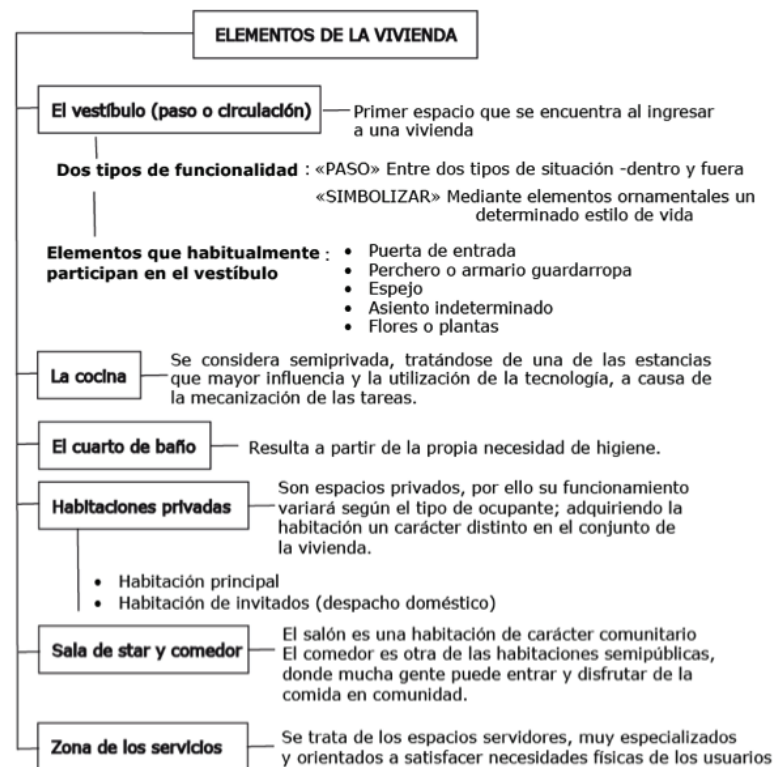 ELEMENTOS DE LA VIVIENDA
El vestíbulo (paso o circulación)
Primer espacio que se encuentra al ingresar
a una vivienda
Dos tipos de funcionalidad : «PASO» Entre dos tipos de situación -dentro y fuera
«SIMBOLIZAR» Mediante elementos ornamentales un
determinado estilo de vida
Elementos que habitualmente :
participan en el vestíbulo
• Puerta de entrada
• Perchero o armario guardarropa
• Espejo
• Asiento indeterminado
• Flores o plantas
La cocina
Se considera semiprivada, tratándose de una de las estancias
que mayor influencia y la utilización de la tecnología, a causa de
la mecanización de las tareas.
El cuarto de baño
Resulta a partir de la propia necesidad de higiene.
Habitaciones privadas
Son espacios privados, por ello su funcionamiento
variará según el tipo de ocupante; adquiriendo la
habitación un carácter distinto en el conjunto de
la vivienda.
• Habitación principal
• Habitación de invitados (despacho doméstico)
Sala de star y comedor
El salón es una habitación de carácter comunitario
El comedor es otra de las habitaciones semipúblicas,
donde mucha gente puede entrar y disfrutar de la
comida en comunidad.
Zona de los servicios
Se trata de los espacios servidores, muy especializados
y orientados a satisfacer necesidades físicas de los usuarios